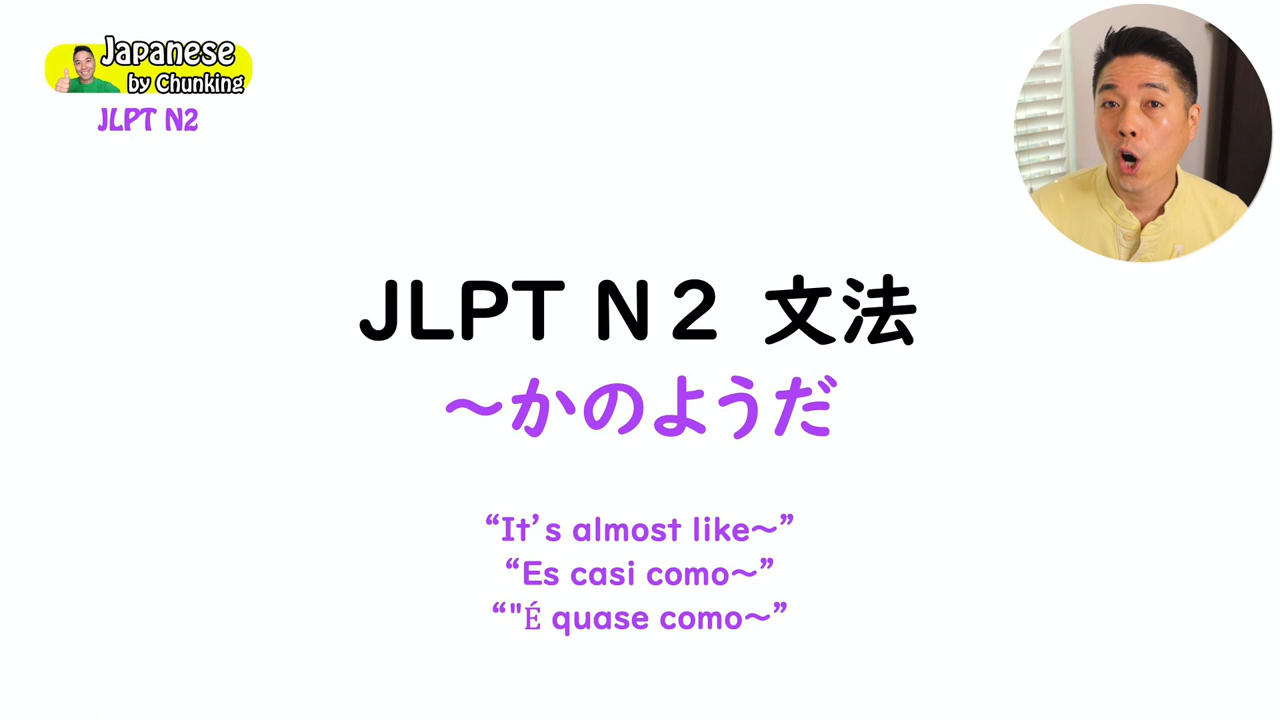 Japanese
by Chunking
JLPT N2
JLPT N2 文法
〜かのようだ
“It’s almost like〜”
“Es casi como〜”
“"É quase como〜”